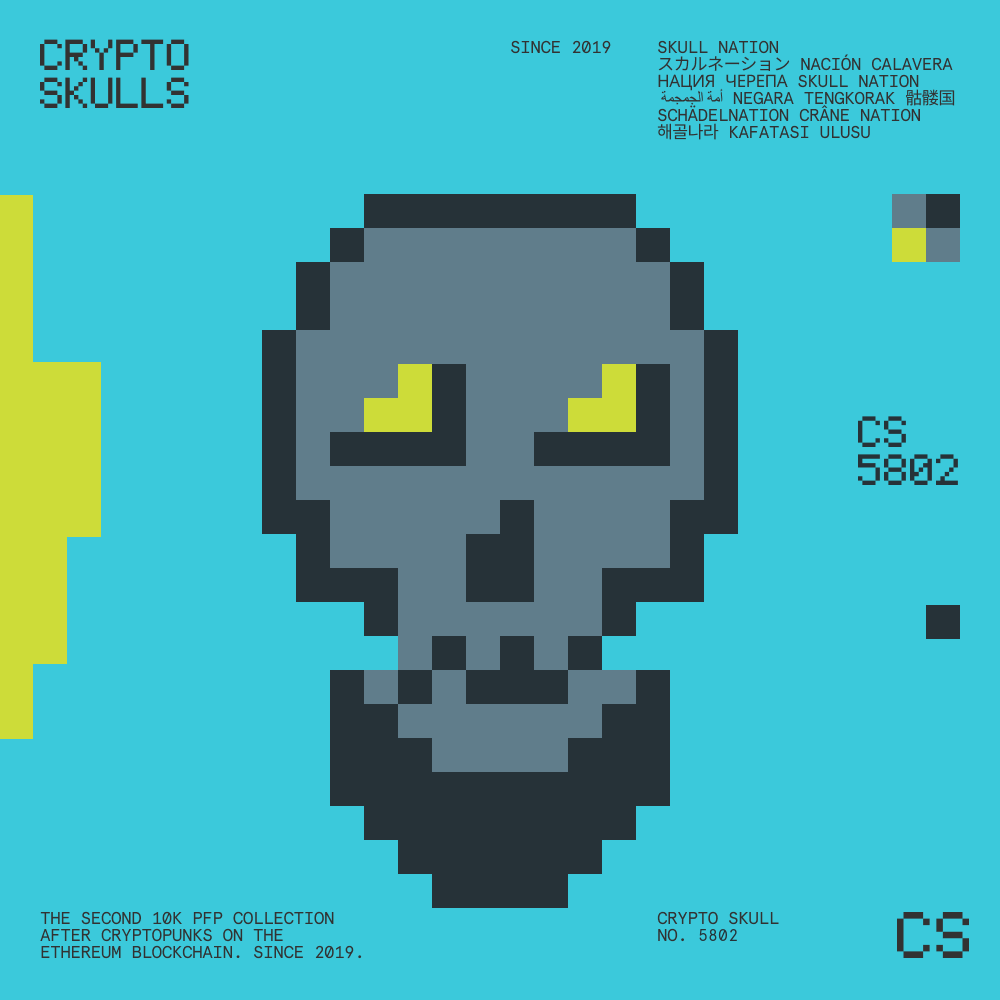 CRYPTO
SKULLS
SINCE 2019
SKULL NATION
スカルネーション NACIÓN CALAVERA
НАЦИЯ ЧЕРЕПА SKULL NATION
أمة الجمجمة NEGARA TENGKORAK 骷髅国
SCHÄDELNATION CRÂNE NATION
해골나라 KAFATASI ULUSU
CS
5802
THE SECOND 10K PFP COLLECTION
AFTER CRYPTOPUNKS ON THE
ETHEREUM BLOCKCHAIN. SINCE 2019.
CRYPTO SKULL
NO. 5802
CS